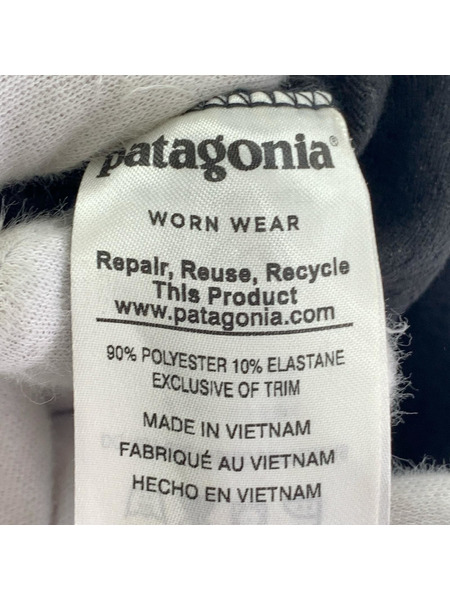 patagonia®
WORN WEAR
Repair, Reuse, Recycle
This Product
www.patagonia.com
90% POLYESTER 10% ELASTANE
EXCLUSIVE OF TRIM
MADE IN VIETNAM
FABRIQUÉ AU VIETNAM
HECHO EN VIETNAM